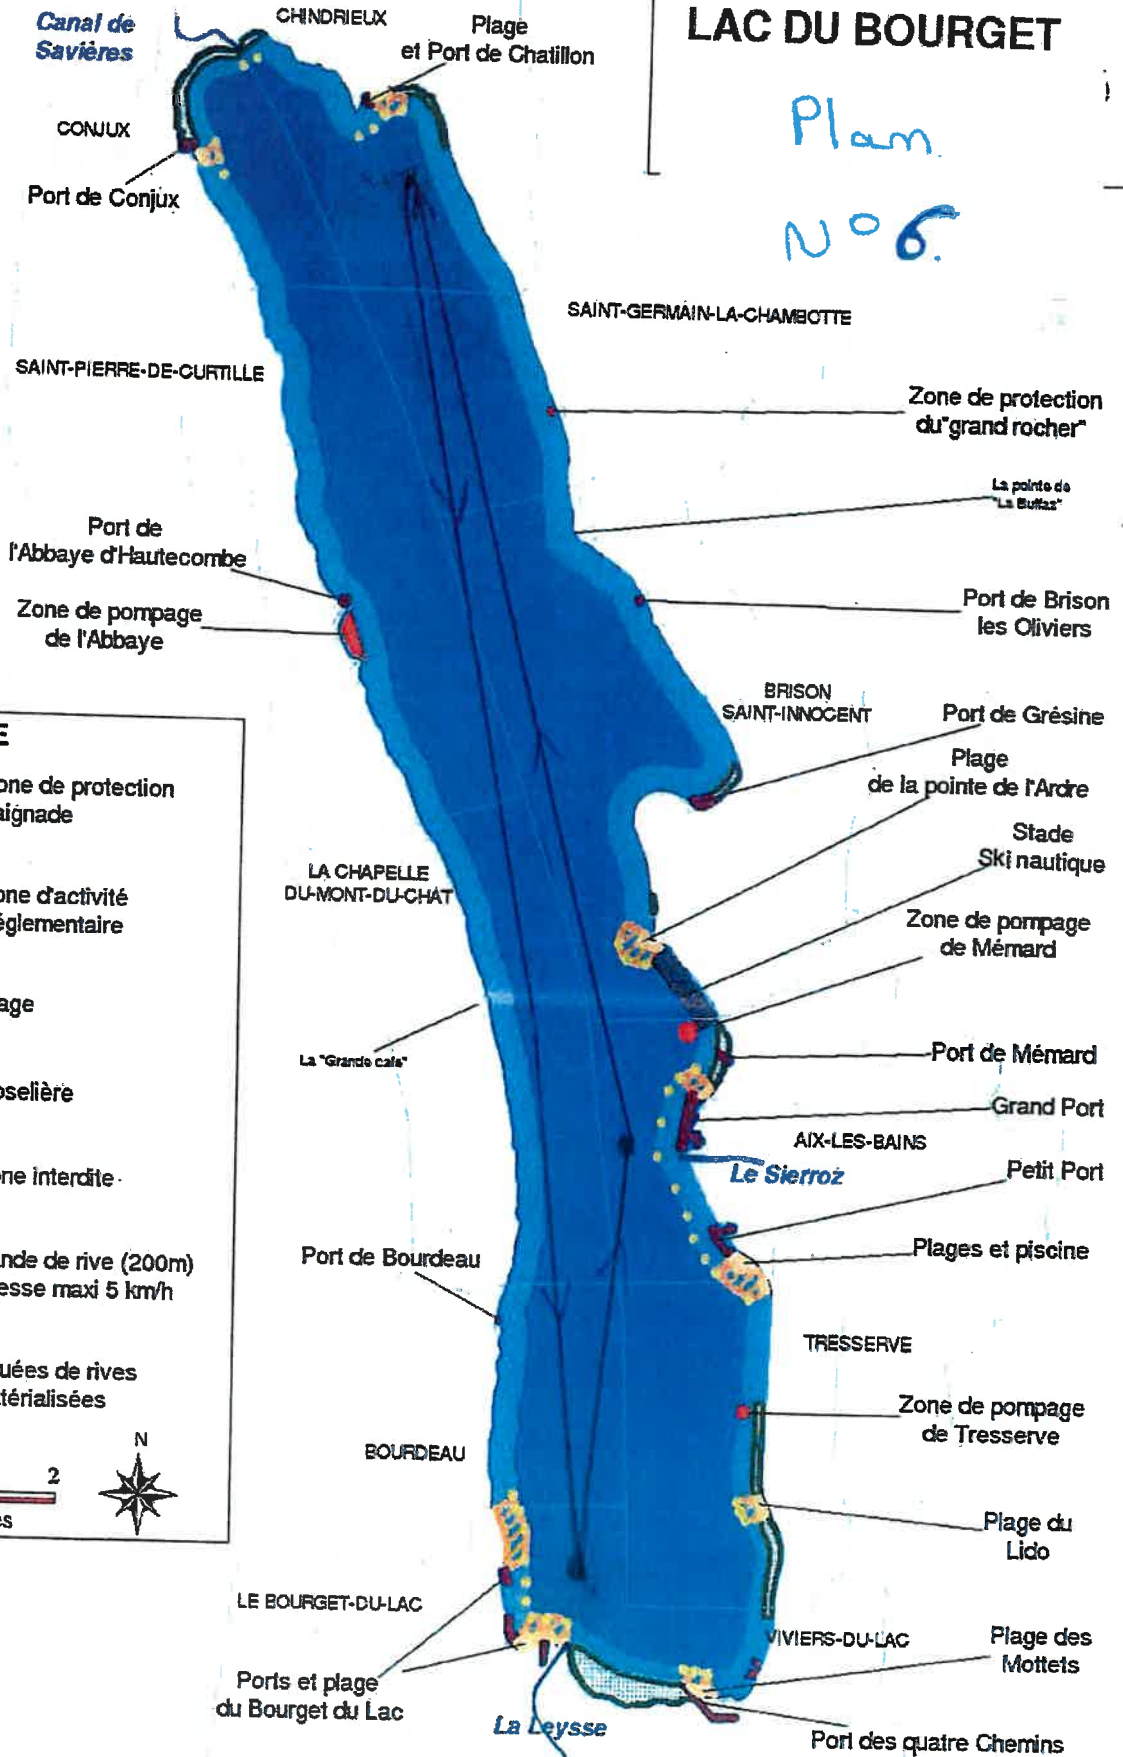 LAC DU BOURGET
Plan
N° 6.
Canal de
Savières
CHINDRIEUX
Plage
et Port de Chatillon
CONJUX
Port de Conjux
SAINT-GERMAIN-LA-CHAMBOTTE
SAINT-PIERRE-DE-CURTILLE
Zone de protection
du "grand rocher"
La pointe de
Port de
l'Abbaye d'Hautecombe
Zone de pompage
de l'Abbaye
Port de Brison
les Oliviers
BRISON
SAINT-INNOCENT
Port de Grésine
Plage
de la pointe de l'Ardre
Stade
Ski nautique
Zone de pompage
de Mémard
LA CHAPELLE
DU-MONT-DU-CHAT
La "Grande cale"
Port de Mémard
Grand Port
AIX-LES-BAINS
Le Sierroz
Petit Port
Port de Bourdeau
Plages et piscine
TRESSERVE
Zone de pompage
de Tresserve
BOURDEAU
Plage du
Lido
LE BOURGET-DU-LAC
VIVIERS-DU-LAC
Plage des
Mottets
Ports et plage
du Bourget du Lac
La Leysse
Port des quatre Chemins
E
one de protection
aignade
one d'activité
églementaire
age
oselière
ne interdite
nde de rive (200m)
esse maxi 5 km/h
uées de rives
térialisées
N
2
es